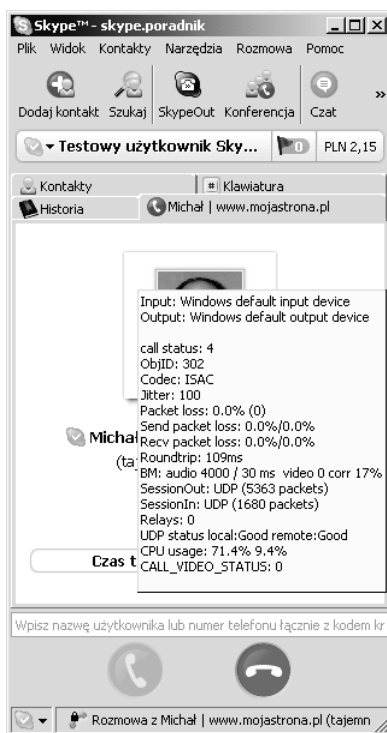 Skype™ - skype.poradnik
Plik Widok Kontakty Narzędzia Rozmowa Pomoc
Dodaj kontakt Szukaj SkypeOut Konferencja Czat »
Testowy użytkownik Sky... 0 PLN 2,15
Kontakty Klawiatura
Historia Michał | www.mojastrona.pl
Input: Windows default input device
Output: Windows default output device
call status: 4
ObjID: 302
Codec: ISAC
Jitter: 100
Packet loss: 0.0% (0)
Send packet loss: 0.0%/0.0%
Recv packet loss: 0.0%/0.0%
Roundtrip: 109ms
BM: audio 4000 / 30 ms video 0 corr 17%
SessionOut: UDP (5363 packets)
SessionIn: UDP (1680 packets)
Relays: 0
UDP status local:Good remote:Good
CPU usage: 71.4% 9.4%
CALL_VIDEO_STATUS: 0
Michał
(ta
Czas t
Wpisz nazwę użytkownika lub numer telefonu łącznie z kodem kr
Rozmowa z Michał | www.mojastrona.pl (tajemn